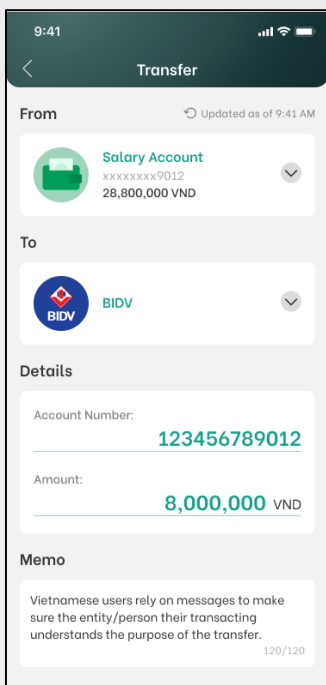 9:41
Transfer
From
Updated as of 9:41 AM
Salary Account
xxxxxxxx9012
28,800,000 VND
To
BIDV
BIDV
Details
Account Number:
123456789012
Amount:
8,000,000 VND
Memo
Vietnamese users rely on messages to make
sure the entity/person their transacting
understands the purpose of the transfer.
120/120